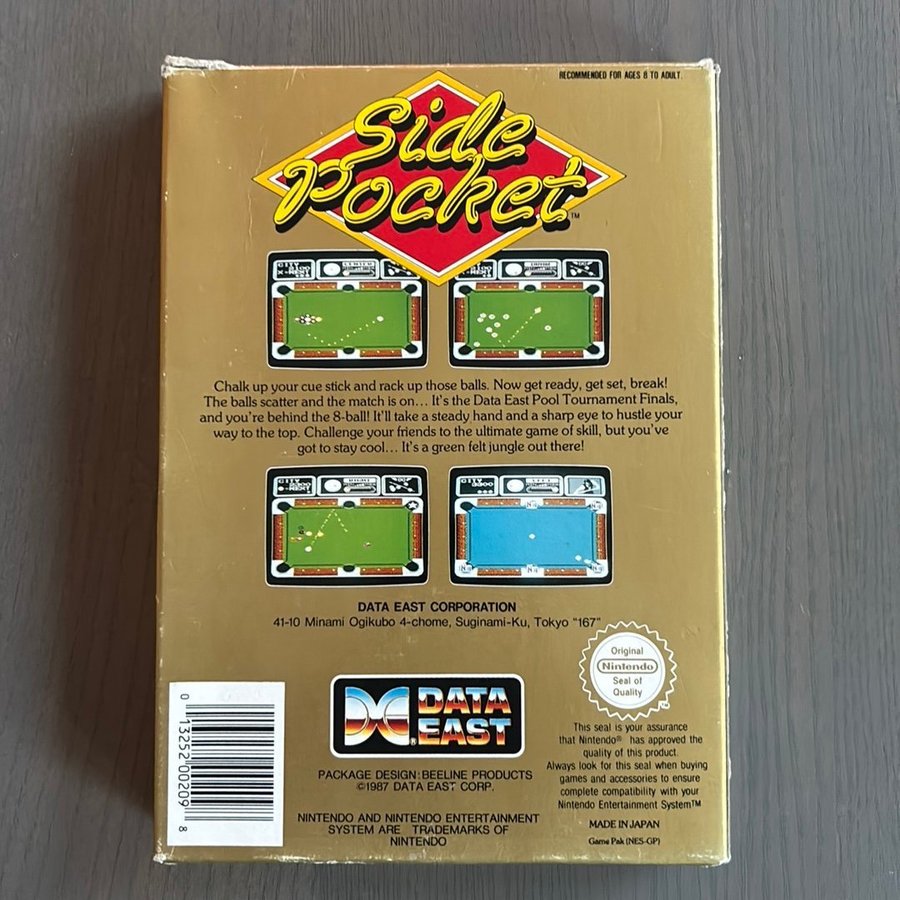 RECOMMENDED FOR AGES 8 TO ADULT.
Side
Pocket™
Chalk up your cue stick and rack up those balls. Now get ready, get set, break!
The balls scatter and the match is on... It's the Data East Pool Tournament Finals,
and you're behind the 8-ball! It'll take a steady hand and a sharp eye to hustle your
way to the top. Challenge your friends to the ultimate game of skill, but you've
got to stay cool... It's a green felt jungle out there!
DATA EAST CORPORATION
41-10 Minami Ogikubo 4-chome, Suginami-Ku, Tokyo "167"
Original
Nintendo
Seal of
Quality
DATA
EAST®
This seal is your assurance
that Nintendo® has approved the
quality of this product.
Always look for this seal when buying
games and accessories to ensure
complete compatibility with your
Nintendo Entertainment System™
PACKAGE DESIGN: BEELINE PRODUCTS
©1987 DATA EAST CORP.
NINTENDO AND NINTENDO ENTERTAINMENT
SYSTEM ARE TRADEMARKS OF
NINTENDO
MADE IN JAPAN
Game Pak (NES-GP)
0 13252 00209 8